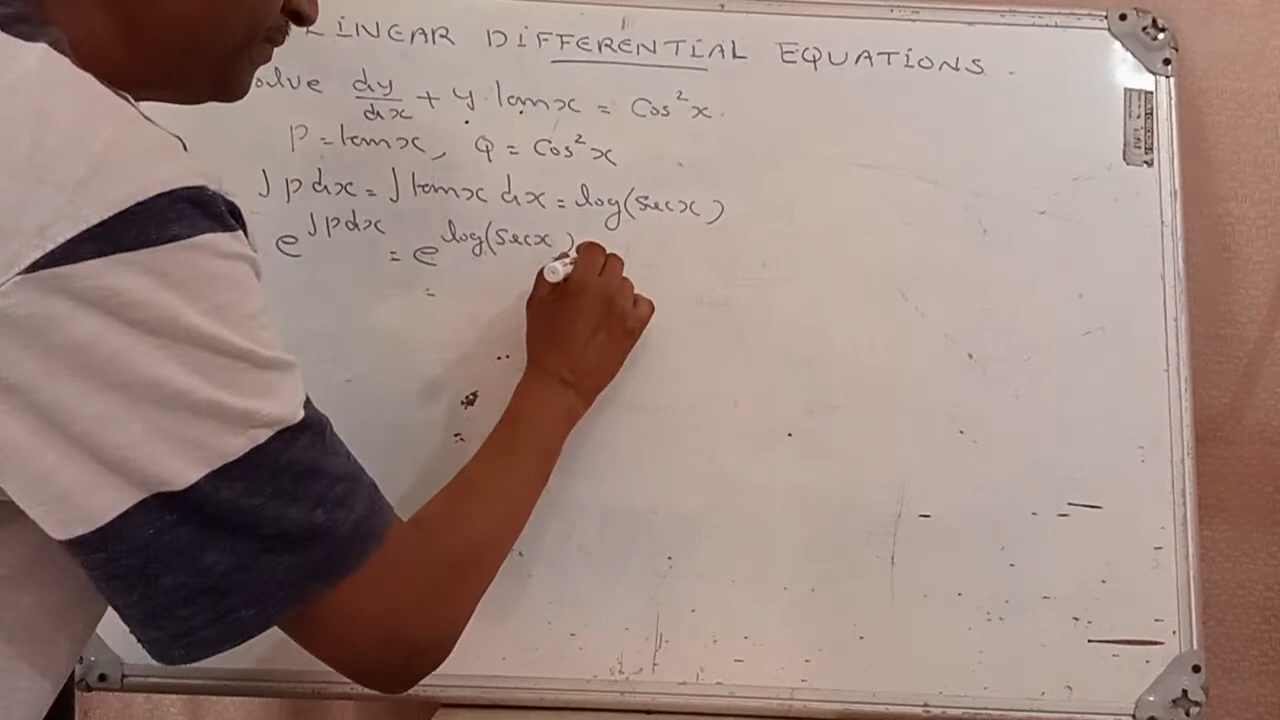 LINEAR DIFFERENTIAL EQUATIONS.
olve dy/dx + y.tanx = Cos²x.
P = tanx, Q = Cos²x
∫pdx = ∫tanx dx = log(secx)
e^∫pdx = e^log(secx)
=